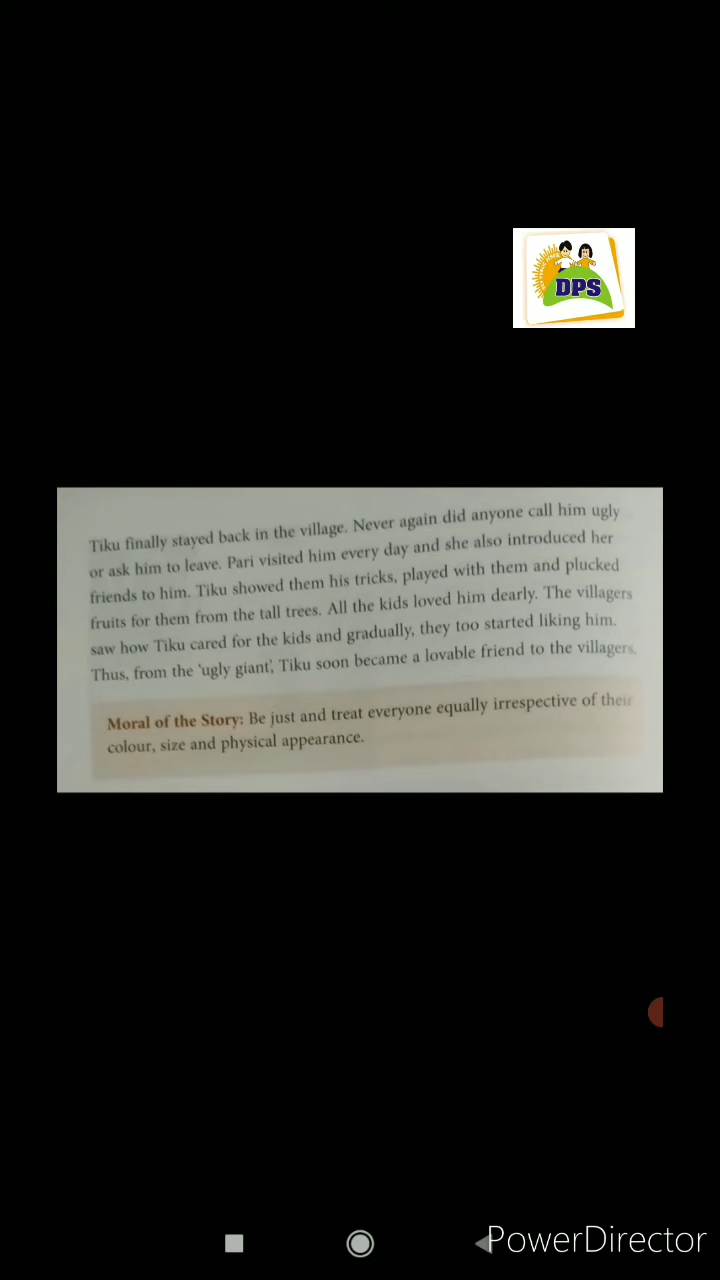 DPS
Tiku finally stayed back in the village. Never again did anyone call him ugly
or ask him to leave. Pari visited him every day and she also introduced her
friends to him. Tiku showed them his tricks, played with them and plucked
fruits for them from the tall trees. All the kids loved him dearly. The villagers
saw how Tiku cared for the kids and gradually, they too started liking him.
Thus, from the 'ugly giant', Tiku soon became a lovable friend to the villagers.
Moral of the Story: Be just and treat everyone equally irrespective of their
colour, size and physical appearance.
PowerDirector